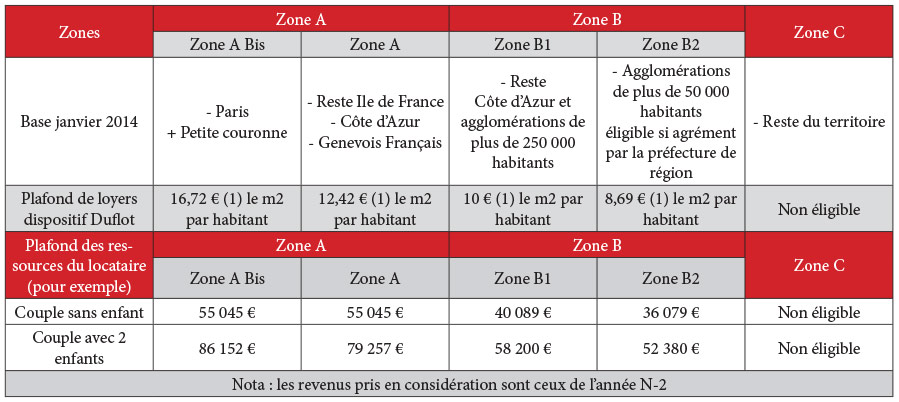 Zones
Zone A
Zone B
Zone C
Zone A Bis
Zone A
Zone B1
Zone B2
Base janvier 2014
- Paris
+ Petite couronne
- Reste Ile de France
- Côte d'Azur
- Genevois Français
- Reste
Côte d'Azur et
agglomérations de
plus de 250 000
habitants
- Agglomérations
de plus de 50 000
habitants
éligible si agrément
par la préfecture de
région
- Reste du territoire
Plafond de loyers
dispositif Duflot
16,72 € (1) le m2
par habitant
12,42 € (1) le m2
par habitant
10 € (1) le m2 par
habitant
8,69 € (1) le m2 par
habitant
Non éligible
Plafond des res-
sources du locataire
(pour exemple)
Zone A
Zone B
Zone C
Zone A Bis
Zone A
Zone B1
Zone B2
Couple sans enfant
55 045 €
55 045 €
40 089 €
36 079 €
Non éligible
Couple avec 2
enfants
86 152 €
79 257 €
58 200 €
52 380 €
Non éligible
Nota : les revenus pris en considération sont ceux de l'année N-2